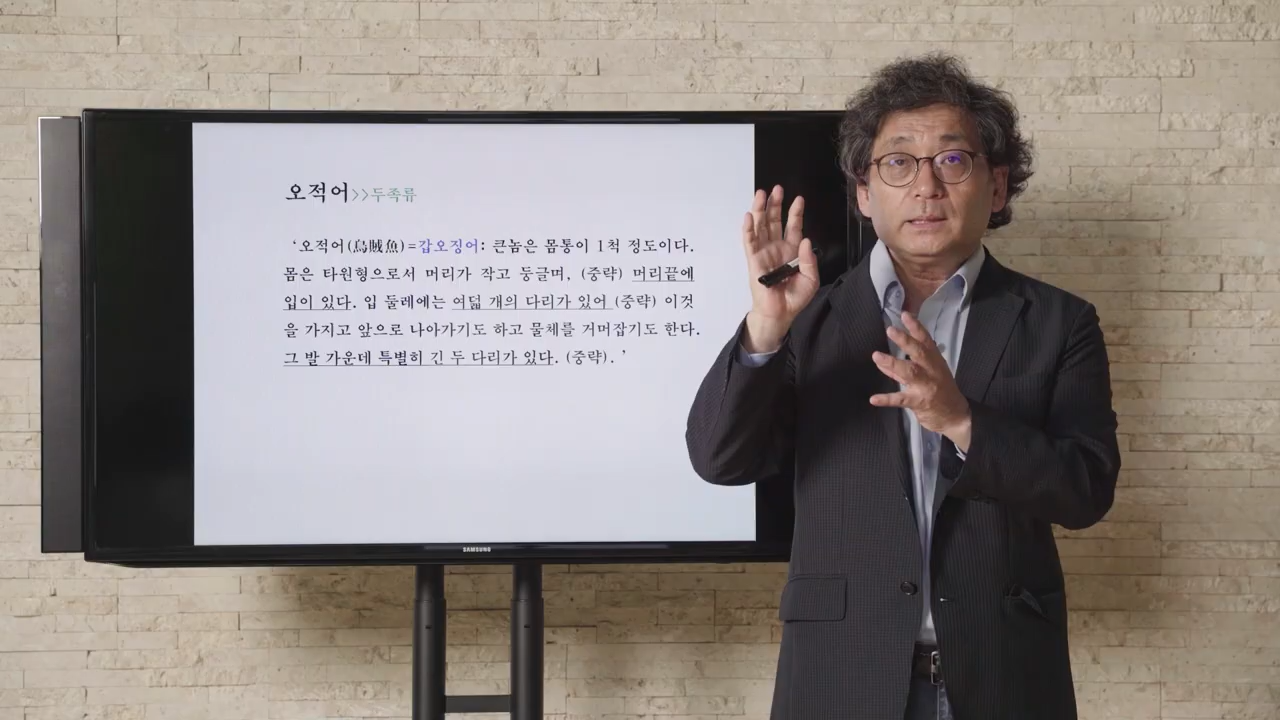 오적어>>두족류
‘오적어(烏賊魚)=갑오징어: 큰놈은 몸통이 1척 정도이다.
몸은 타원형으로서 머리가 작고 둥글며, (중략) 머리끝에
입이 있다. 입 둘레에는 여덟 개의 다리가 있어 (중략) 이것
을 가지고 앞으로 나아가기도 하고 물체를 거머잡기도 한다.
그 발 가운데 특별히 긴 두 다리가 있다. (중략). ’
SAMSUNG